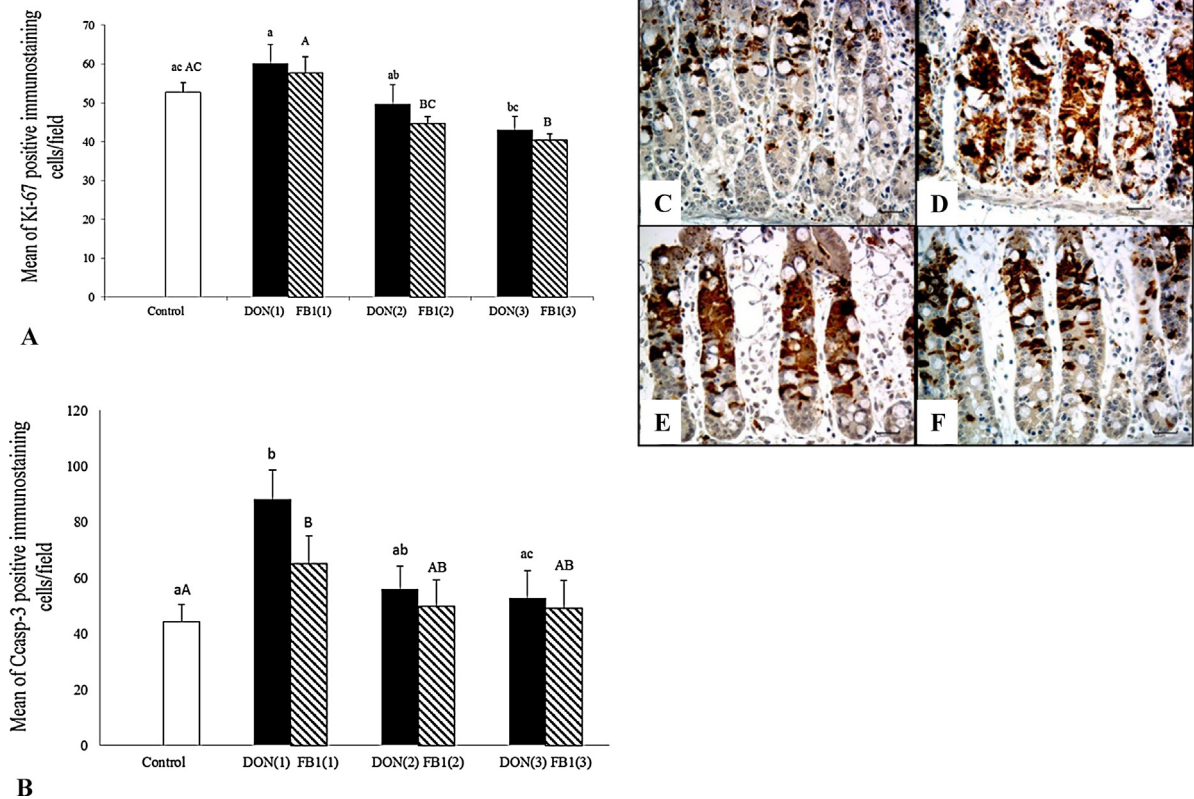 70
60
50
40
30
20
10
0
Mean of Ki-67 positive immunostaining
cells/field
ac AC
a
A
ab
BC
bc
B
Control
DON(1)
FB1(1)
DON(2)
FB1(2)
DON(3)
FB1(3)
A
120
100
80
60
40
20
0
Mean of Ccasp-3 positive immunostaining
cells/field
aA
b
B
ab
AB
ac
AB
Control
DON(1)
FB1(1)
DON(2)
FB1(2)
DON(3)
FB1(3)
B
C
D
E
F